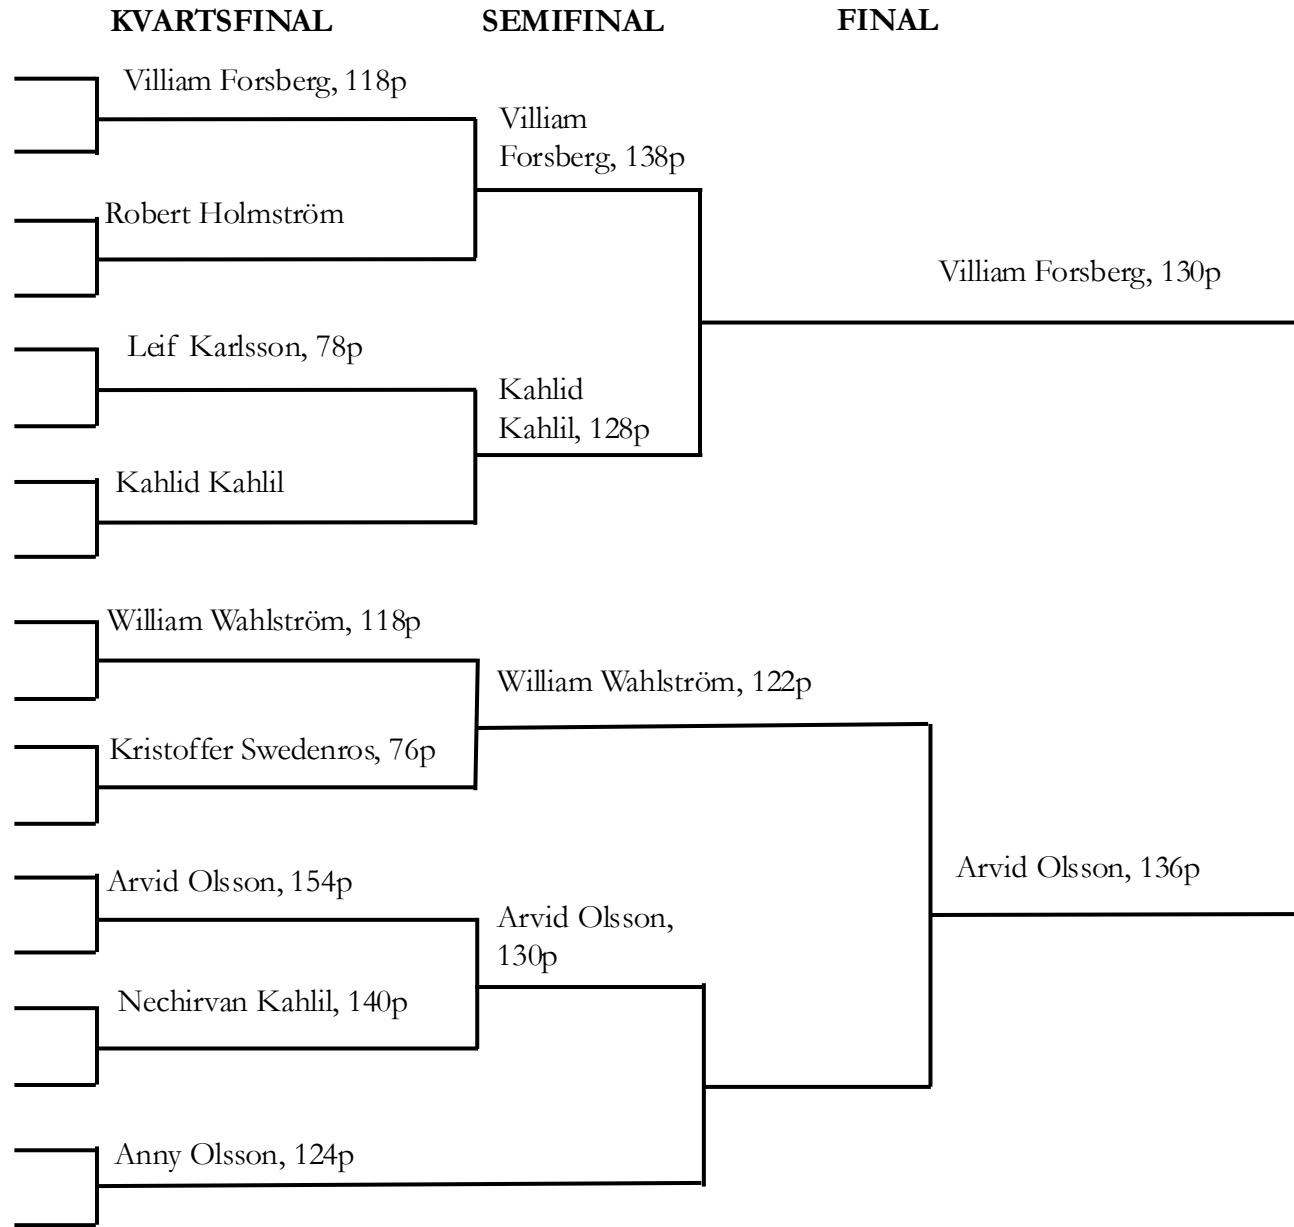 KVARTSFINAL SEMIFINAL FINAL
Villiam Forsberg, 118p
Villiam
Forsberg, 138p
Robert Holmström
Villiam Forsberg, 130p
Leif Karlsson, 78p
Kahlid
Kahlil, 128p
Kahlid Kahlil
William Wahlström, 118p
William Wahlström, 122p
Kristoffer Swedenros, 76p
Arvid Olsson, 136p
Arvid Olsson, 154p
Arvid Olsson,
130p
Nechirvan Kahlil, 140p
Anny Olsson, 124p